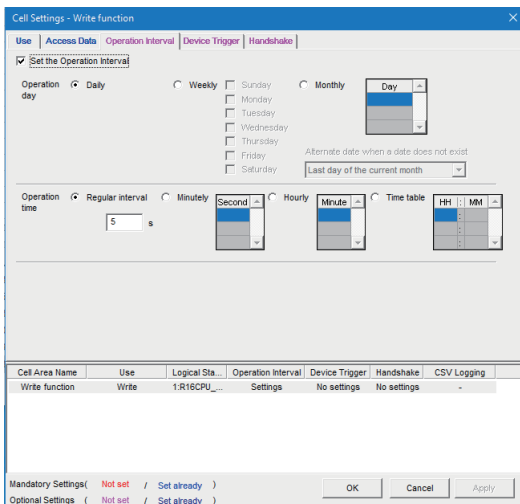 Cell Settings - Write function
Use Access Data Operation Interval Device Trigger Handshake
Set the Operation Interval
Operation day Daily Weekly Sunday Monthly Day
Monday
Tuesday
Wednesday
Thursday
Friday Alternate date when a date does not exist
Saturday Last day of the current month
Operation time Regular interval Minutely Second Hourly Minute Time table HH : MM
5 s :
:
Cell Area Name Use Logical Sta... Operation Interval Device Trigger Handshake CSV Logging
Write function Write 1:R16CPU_... Settings No settings No settings -
Mandatory Settings( Not set / Set already )
OK Cancel Apply
Optional Settings ( Not set / Set already )